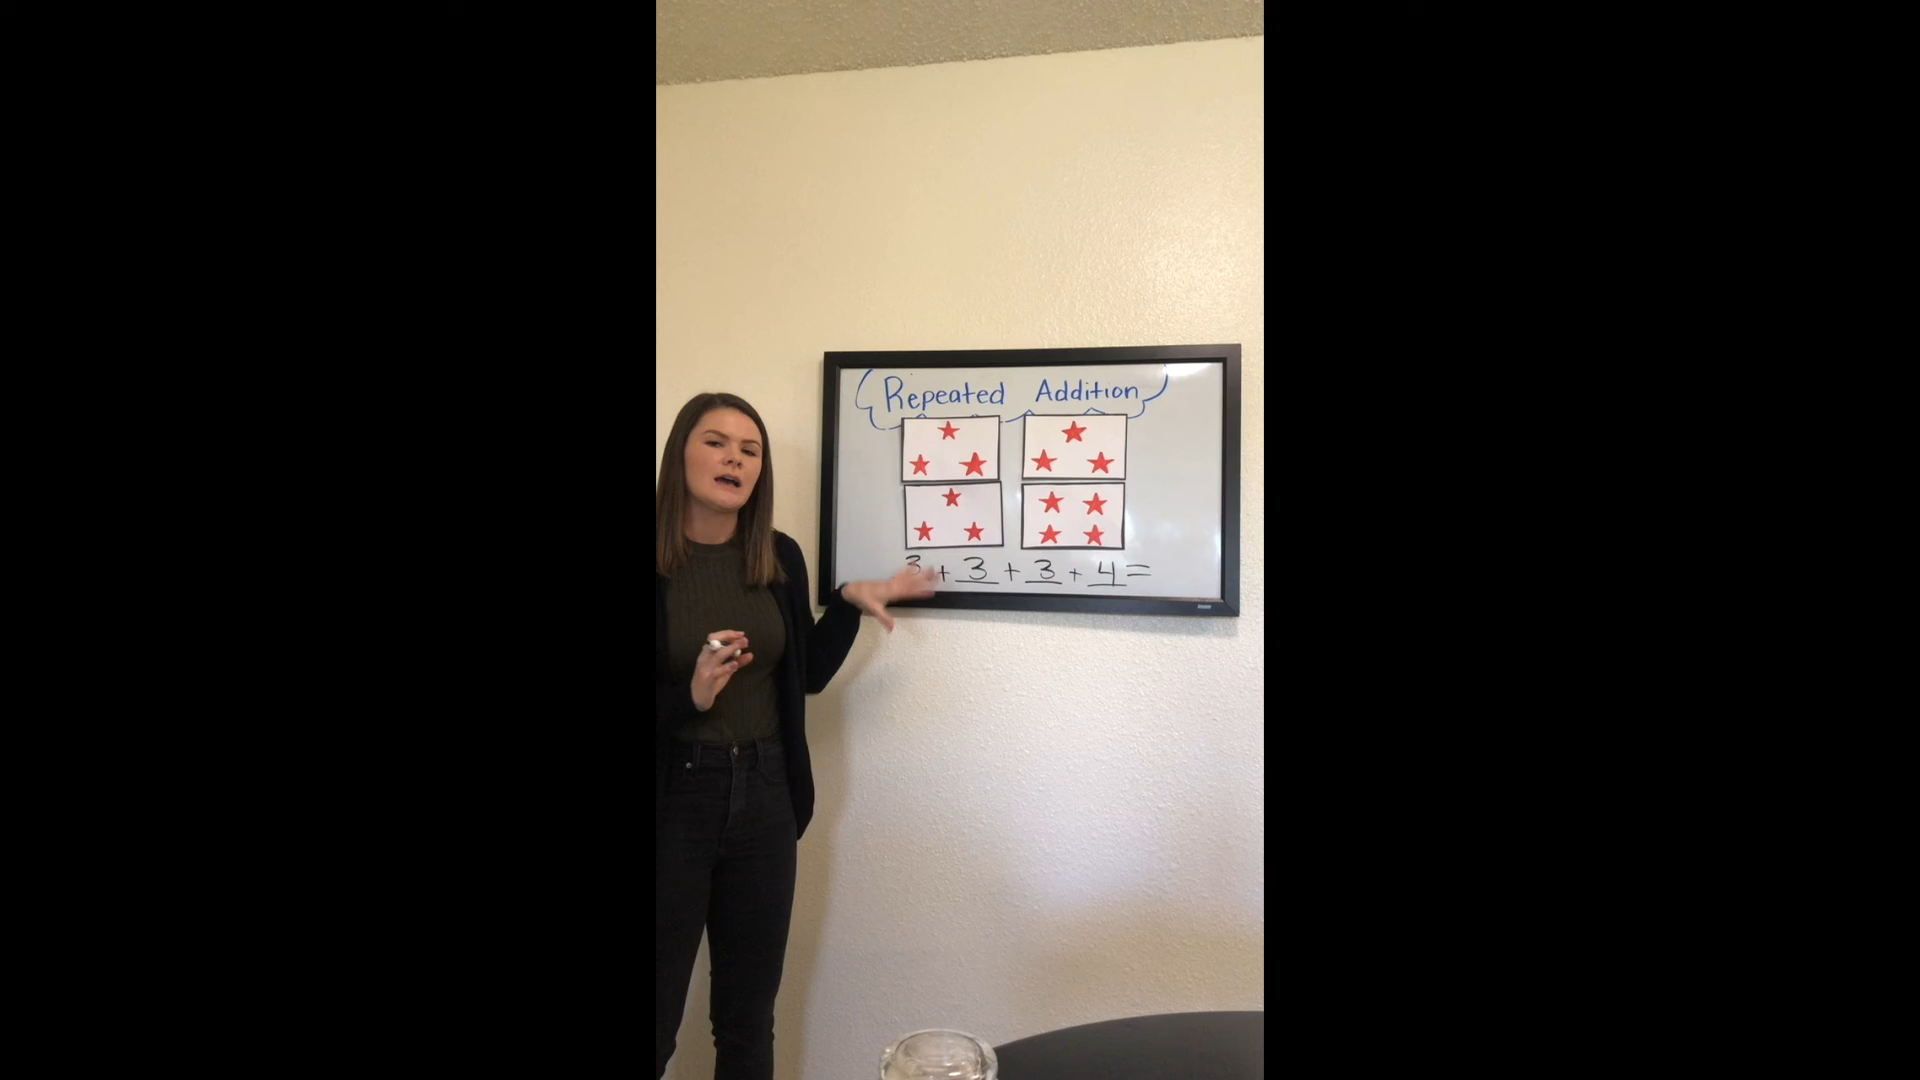 Repeated Addition
3 + 3 + 3 + 4 =